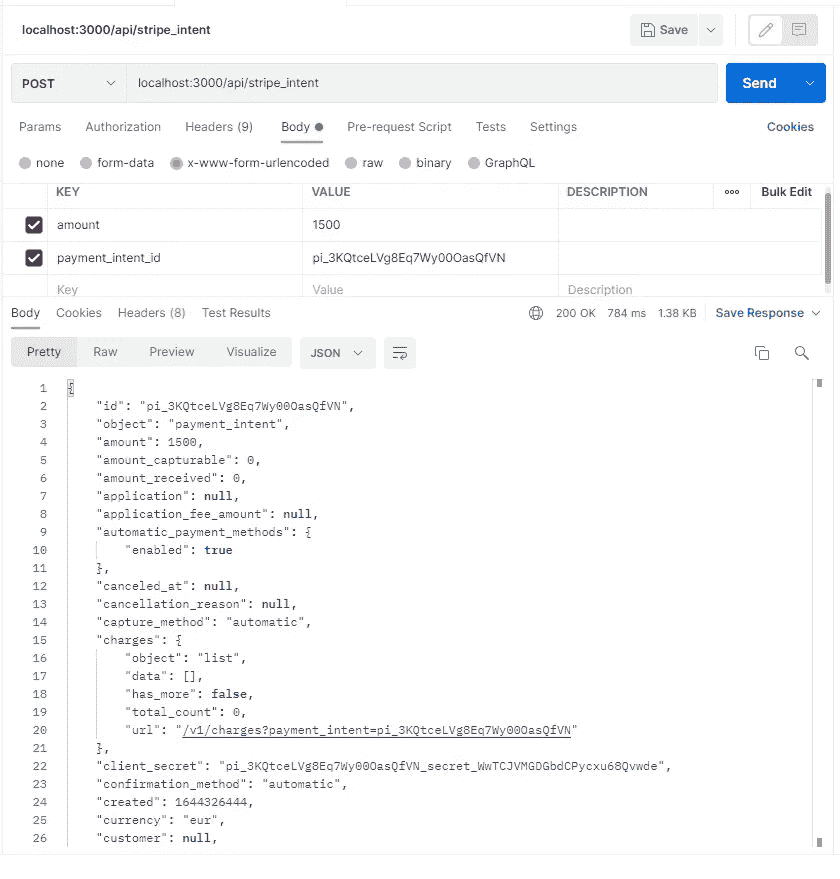 localhost:3000/api/stripe_intent
Save
POST localhost:3000/api/stripe_intent Send
Params Authorization Headers (9) Body Pre-request Script Tests Settings Cookies
none form-data x-www-form-urlencoded raw binary GraphQL
KEY VALUE DESCRIPTION ooo Bulk Edit
amount 1500
payment_intent_id pi_3KQtceLVg8Eq7Wy00OasQfVN
Key Value Description
Body Cookies Headers (8) Test Results 200 OK 784 ms 1.38 KB Save Response
Pretty Raw Preview Visualize JSON
1 {
2 "id": "pi_3KQtceLVg8Eq7Wy00OasQfVN",
3 "object": "payment_intent",
4 "amount": 1500,
5 "amount_capturable": 0,
6 "amount_received": 0,
7 "application": null,
8 "application_fee_amount": null,
9 "automatic_payment_methods": {
10 "enabled": true
11 },
12 "canceled_at": null,
13 "cancellation_reason": null,
14 "capture_method": "automatic",
15 "charges": {
16 "object": "list",
17 "data": [],
18 "has_more": false,
19 "total_count": 0,
20 "url": "/v1/charges?payment_intent=pi_3KQtceLVg8Eq7Wy00OasQfVN"
21 },
22 "client_secret": "pi_3KQtceLVg8Eq7Wy00OasQfVN_secret_WwTCJVMGDGbdCPycxu68Qvwde",
23 "confirmation_method": "automatic",
24 "created": 1644326444,
25 "currency": "eur",
26 "customer": null,